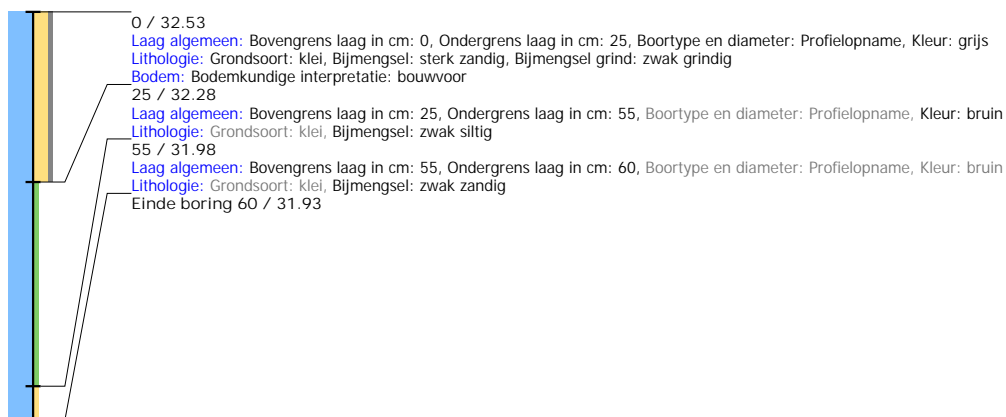 0 / 32.53
Laag algemeen: Bovengrens laag in cm: 0, Ondergrens laag in cm: 25, Boortype en diameter: Profielopname, Kleur: grijs
Lithologie: Grondsoort: klei, Bijmengsel: sterk zandig, Bijmengsel grind: zwak grindig
Bodem: Bodemkundige interpretatie: bouwvoor
25 / 32.28
Laag algemeen: Bovengrens laag in cm: 25, Ondergrens laag in cm: 55, Boortype en diameter: Profielopname, Kleur: bruin
Lithologie: Grondsoort: klei, Bijmengsel: zwak siltig
55 / 31.98
Laag algemeen: Bovengrens laag in cm: 55, Ondergrens laag in cm: 60, Boortype en diameter: Profielopname, Kleur: bruin
Lithologie: Grondsoort: klei, Bijmengsel: zwak zandig
Einde boring 60 / 31.93